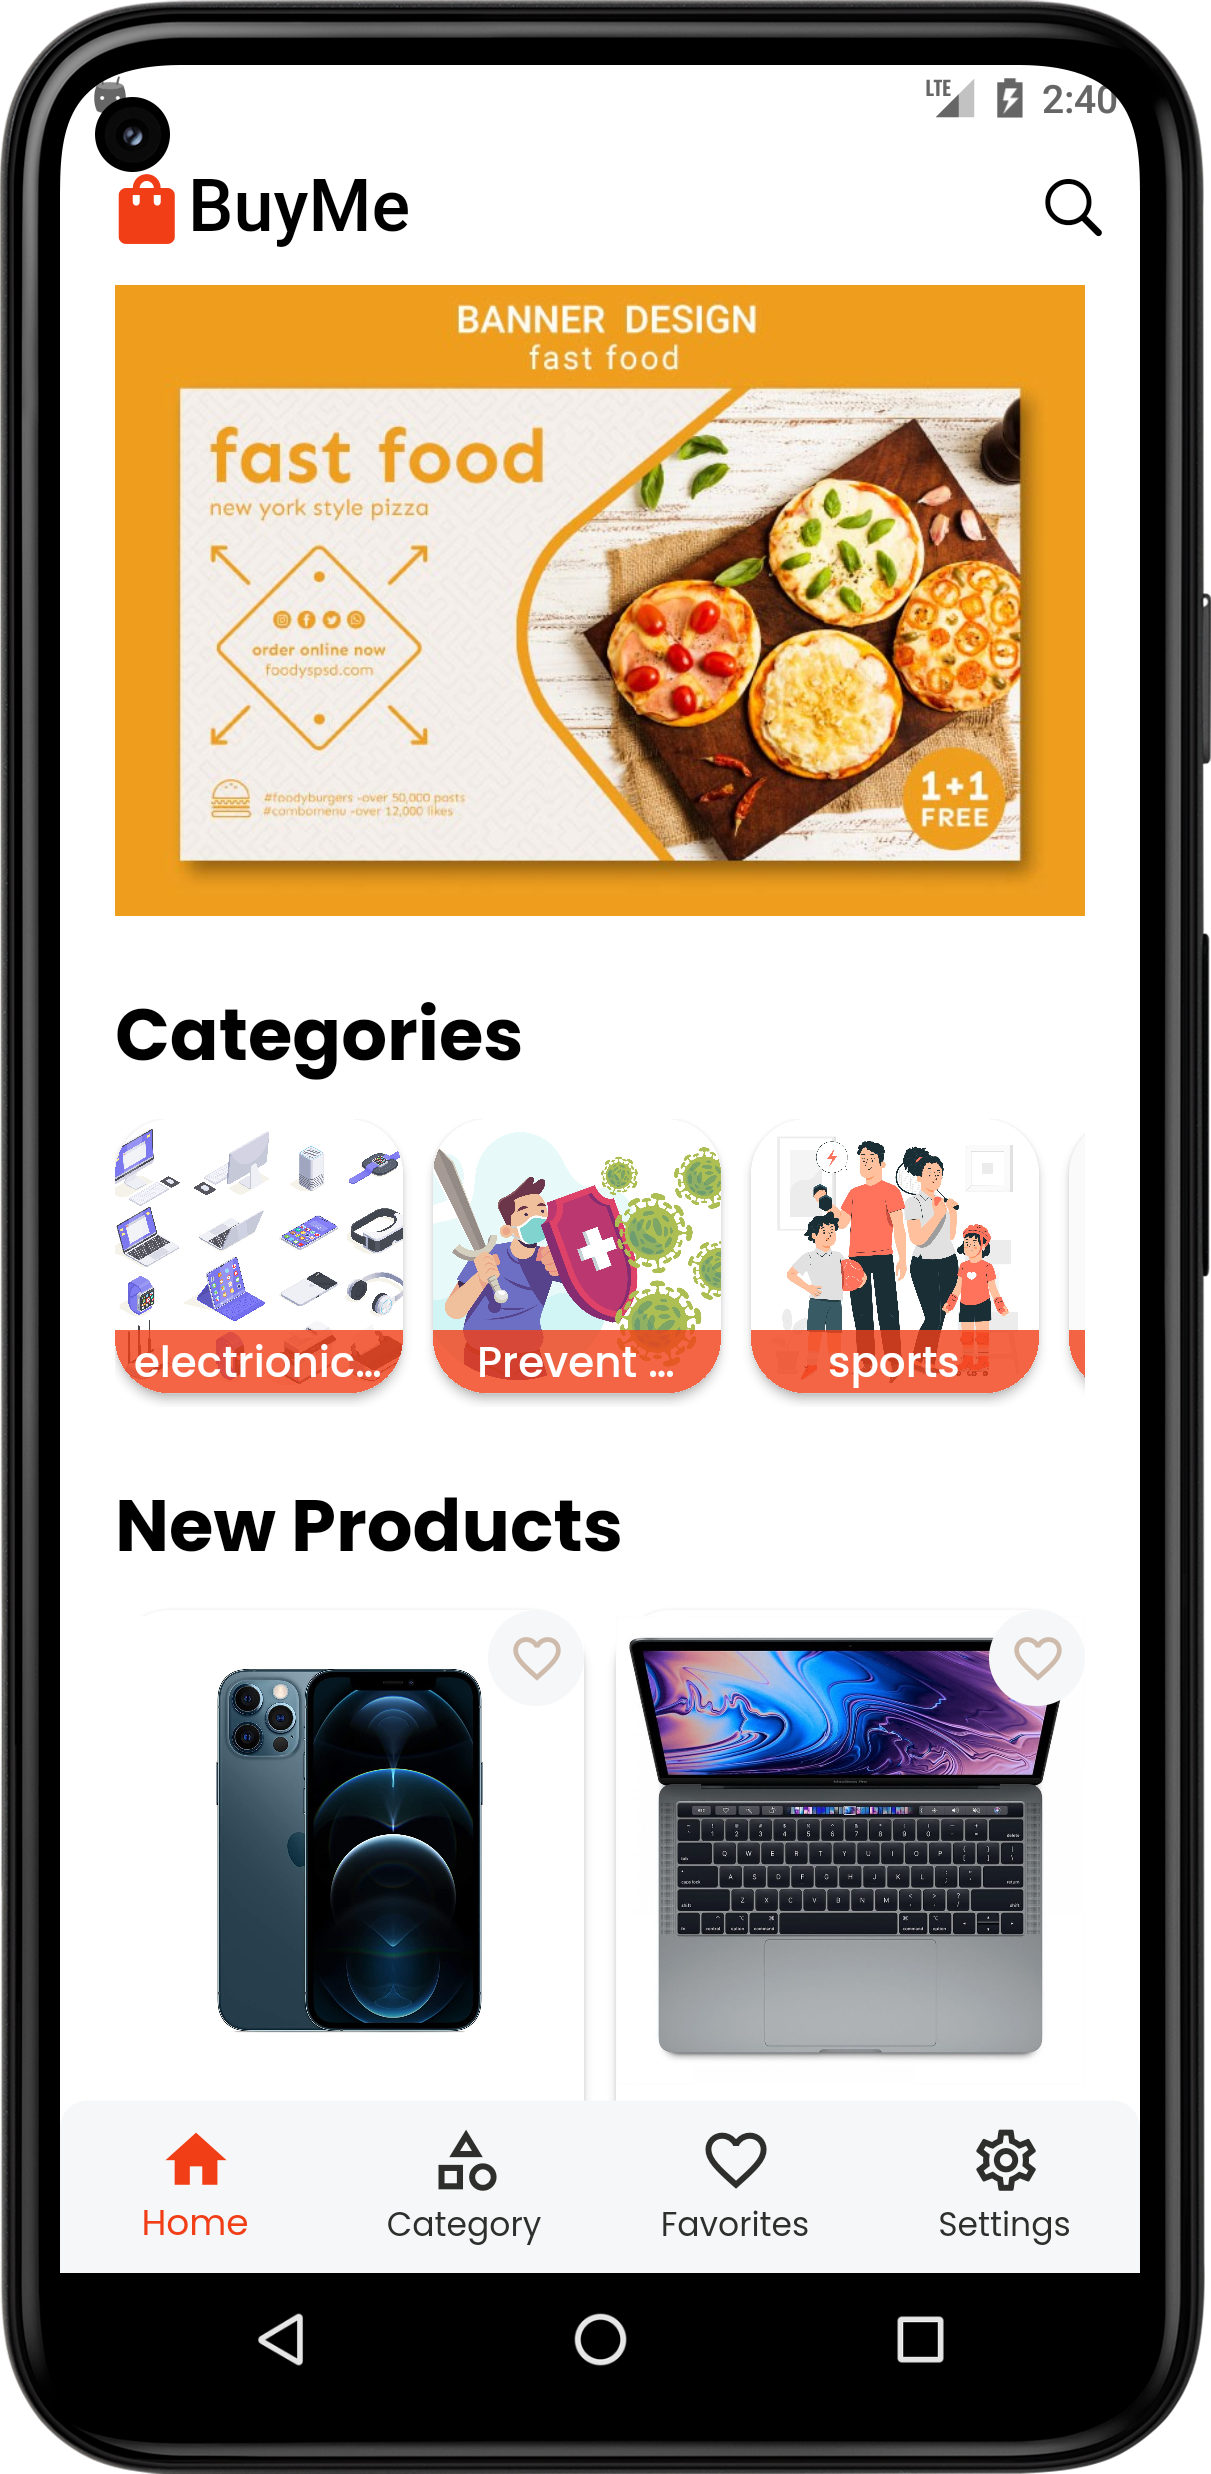 LTE 2:40
BuyMe
BANNER DESIGN
fast food
fast food
new york style pizza
order online now
foodyspsd.com
#foodyburgers -over 50,000 posts
#combomenu -over 12,000 likes
1+1
FREE
Categories
electrionic... Prevent ... sports
New Products
Home Category Favorites Settings